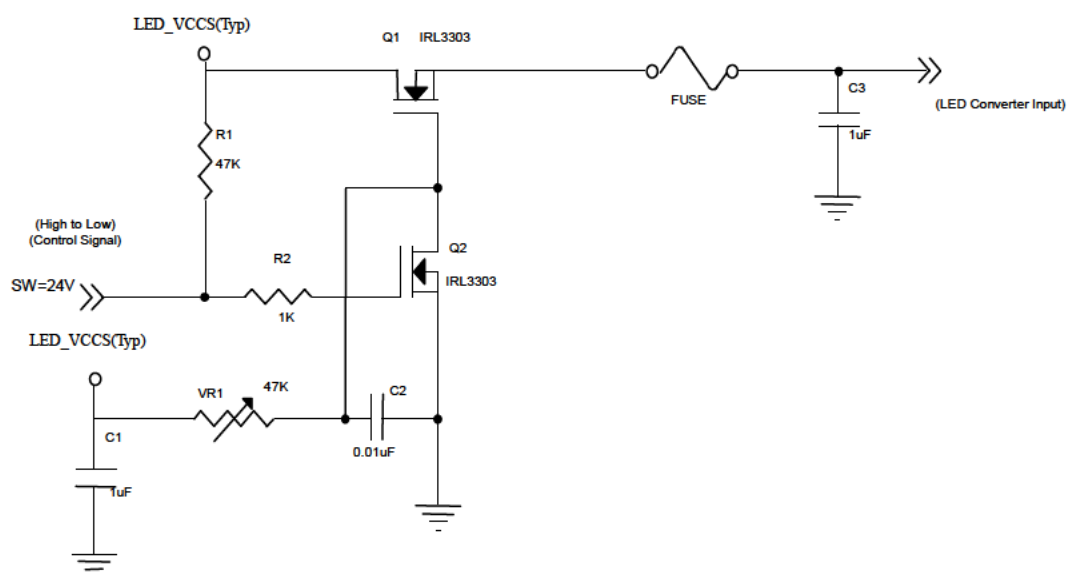 LED_VCCS(Typ)
Q1
IRL3303
FUSE
C3
(LED Converter Input)
1uF
R1
47K
(High to Low)
(Control Signal)
Q2
R2
SW=24V
IRL3303
1K
LED_VCCS(Typ)
VR1
47K
C2
C1
0.01uF
1uF